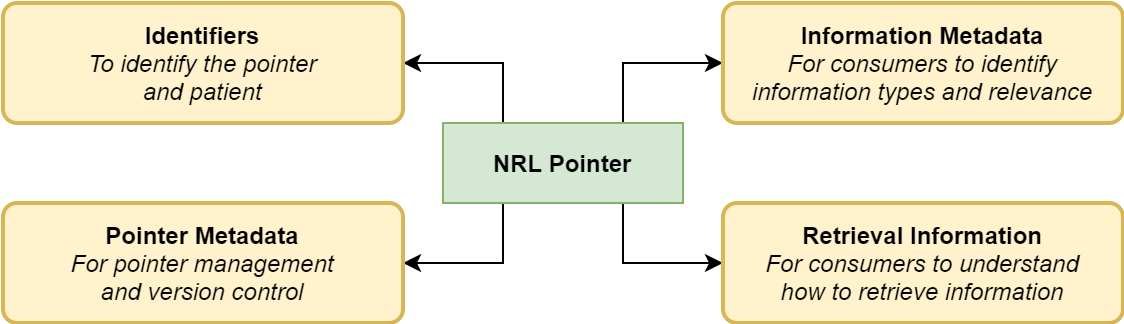 Identifiers
To identify the pointer
and patient
Information Metadata
For consumers to identify
information types and relevance
NRL Pointer
Pointer Metadata
For pointer management
and version control
Retrieval Information
For consumers to understand
how to retrieve information